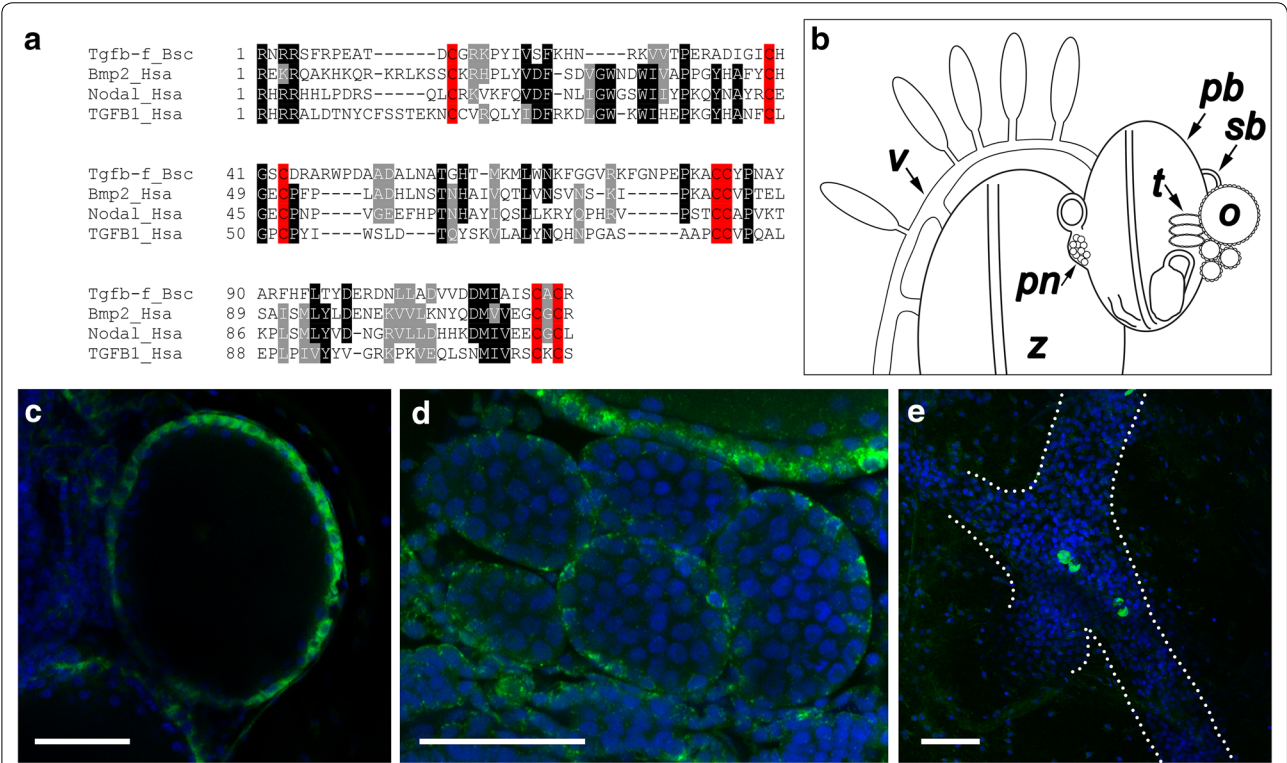 a
Tgfb-f_Bsc 1 RNRRSFRPEAT------DCGRKPYIVSFKHN----RKVVTPERADIGICH
Bmp2_Hsa 1 REKRQAKHKQR-KRLKSSCKRHPLYVDF-SDVGWNDWIVAPPGYHAFYCH
Nodal_Hsa 1 RHRRHHLPDRS-----QLCRKVKFQVDF-NLIGWGSWIIYPKQYNAYRCE
TGFB1_Hsa 1 RHRRALDTNYCFSSTEKNCCVRQLYIDFRKDLGW-KWIHEPKGYHANFCL
Tgfb-f_Bsc 41 GSCDRARWPDAADALNATGHT-MKMLWNKFGGVRKFGNPEPKACCYPNAY
Bmp2_Hsa 49 GECPFP----LADHLNSTNHAIVQTLVNSVNS-KI-----PKACCVPTEL
Nodal_Hsa 45 GECPNP----VGEEFHPTNHAYIQSLLKRYQPHRV-----PSTCCAPVKT
TGFB1_Hsa 50 GPCPYI----WSLD---TQYSKVLALYNQHNPGAS-----AAPCCVPQAL
Tgfb-f_Bsc 90 ARFHFLTYDERDNLLADVVDDMIAISCACR
Bmp2_Hsa 89 SAISMLYLDENEKVVLKNYQDMVVEGCGCR
Nodal_Hsa 86 KPLSMLYVD-NGRVLLDHHKDMIVEECGCL
TGFB1_Hsa 88 EPLPIVYYV-GRKPKVEQLSNMIVRSCKCS
b
pb
sb
v
t
o
pn
z
c
d
e